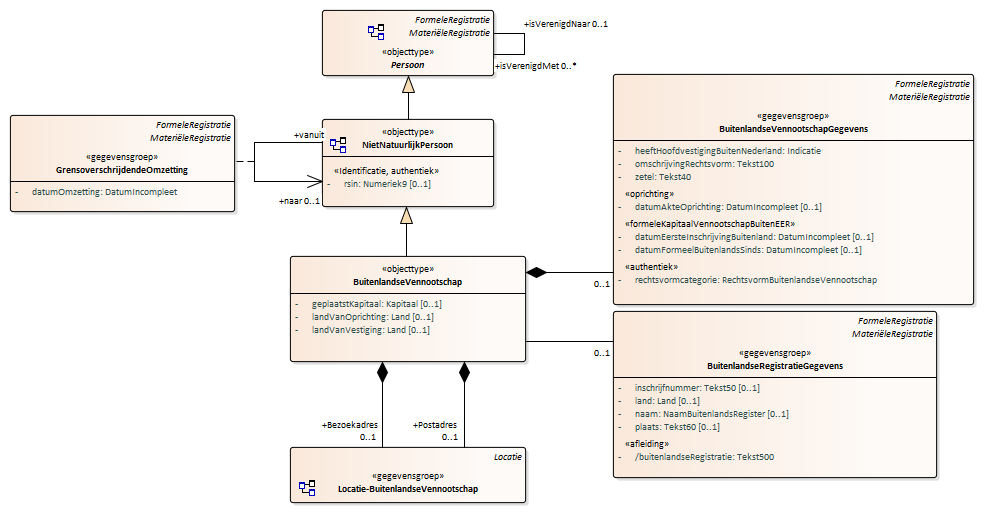 FormeleRegistratie
MateriëleRegistratie
«objecttype»
Persoon
+isVerenigdNaar 0..1
+isVerenigdMet 0..*
FormeleRegistratie
MateriëleRegistratie
«gegevensgroep»
GrensoverschrijdendeOmzetting
- datumOmzetting: DatumIncompleet
+vanuit
+naar 0..1
«objecttype»
NietNatuurlijkPersoon
«Identificatie, authentiek»
- rsin: Numeriek9 [0..1]
FormeleRegistratie
MateriëleRegistratie
«gegevensgroep»
BuitenlandseVennootschapGegevens
- heeftHoofdvestigingBuitenNederland: Indicatie
- omschrijvingRechtsvorm: Tekst100
- zetel: Tekst40
«oprichting»
- datumAkteOprichting: DatumIncompleet [0..1]
«formeleKapitaalVennootschapBuitenEER»
- datumEersteInschrijvingBuitenland: DatumIncompleet [0..1]
- datumFormeelBuitenlandsSinds: DatumIncompleet [0..1]
«authentiek»
- rechtsvormcategorie: RechtsvormBuitenlandseVennootschap
«objecttype»
BuitenlandseVennootschap
- geplaatstKapitaal: Kapitaal [0..1]
- landVanOprichting: Land [0..1]
- landVanVestiging: Land [0..1]
0..1
0..1
FormeleRegistratie
MateriëleRegistratie
«gegevensgroep»
BuitenlandseRegistratieGegevens
- inschrijfnummer: Tekst50 [0..1]
- land: Land [0..1]
- naam: NaamBuitenlandsRegister [0..1]
- plaats: Tekst60 [0..1]
«afleiding»
- /buitenlandseRegistratie: Tekst500
+Bezoekadres
0..1
+Postadres
0..1
Locatie
«gegevensgroep»
Locatie-BuitenlandseVennootschap